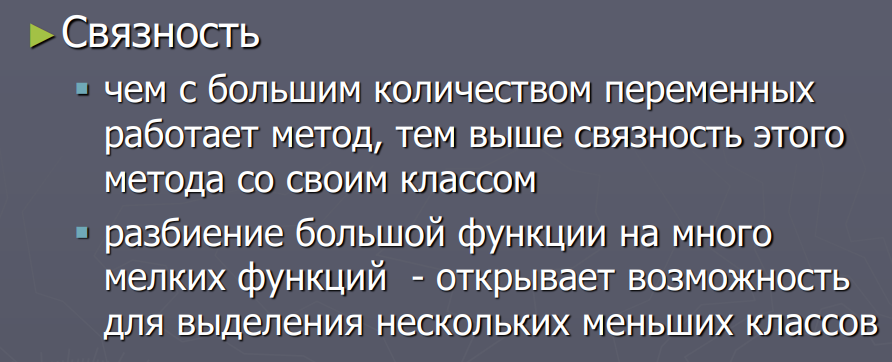 Связность
чем с большим количеством переменных
работает метод, тем выше связность этого
метода со своим классом
разбиение большой функции на много
мелких функций - открывает возможность
для выделения нескольких меньших классов